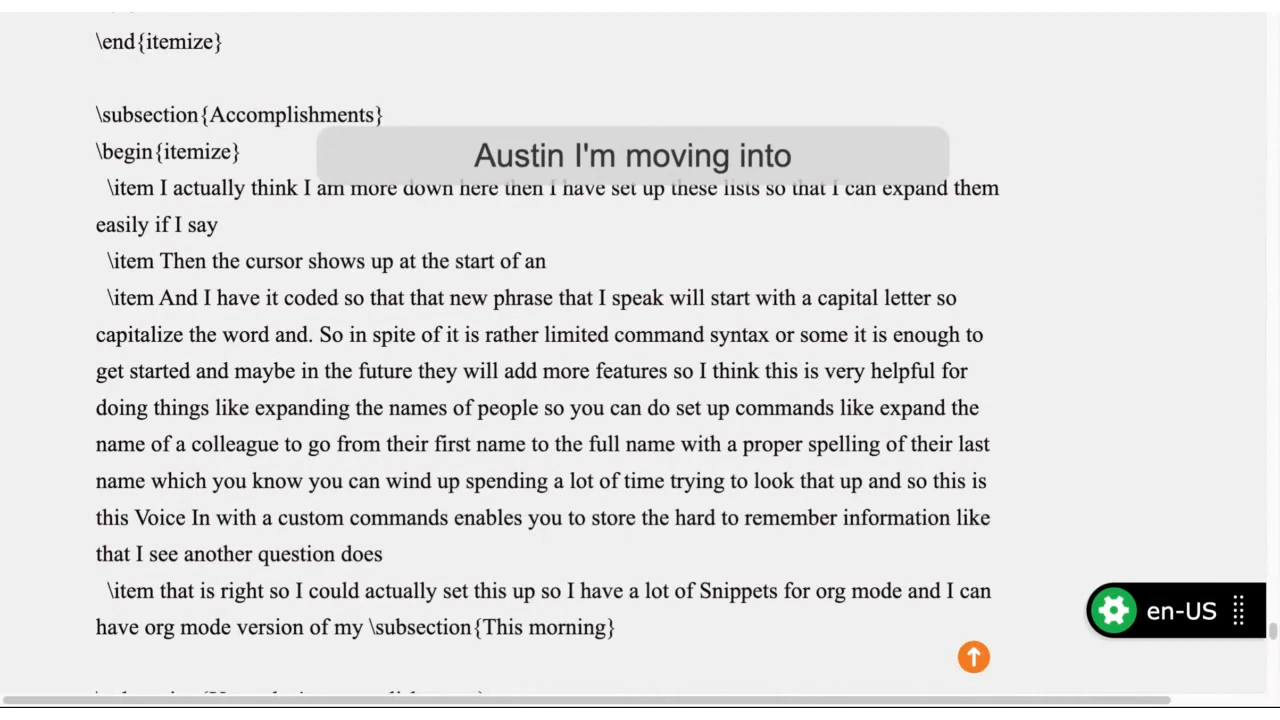 \end{itemize}
\subsection{Accomplishments}
\begin{itemize}
Austin I'm moving into
\item I actually think I am more down here then I have set up these lists so that I can expand them
easily if I say
\item Then the cursor shows up at the start of an
\item And I have it coded so that that new phrase that I speak will start with a capital letter so
capitalize the word and. So in spite of it is rather limited command syntax or some it is enough to
get started and maybe in the future they will add more features so I think this is very helpful for
doing things like expanding the names of people so you can do set up commands like expand the
name of a colleague to go from their first name to the full name with a proper spelling of their last
name which you know you can wind up spending a lot of time trying to look that up and so this is
this Voice In with a custom commands enables you to store the hard to remember information like
that I see another question does
\item that is right so I could actually set this up so I have a lot of Snippets for org mode and I can
have org mode version of my \subsection{This morning}
en-US